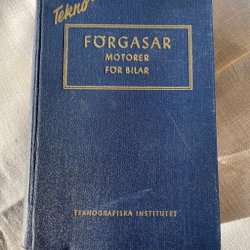 Tekno
FÖRGASAR
MOTORER
FÖR BILAR
TEKNOGRAFISKA INSTITUTET